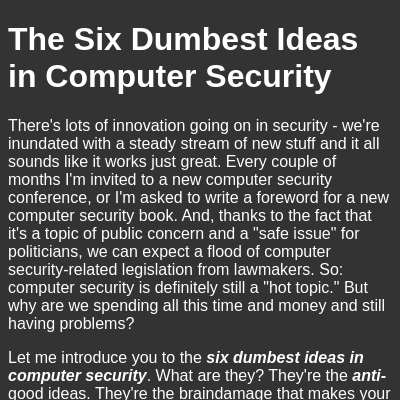 The Six Dumbest Ideas
in Computer Security
There's lots of innovation going on in security - we're
inundated with a steady stream of new stuff and it all
sounds like it works just great. Every couple of
months I'm invited to a new computer security
conference, or I'm asked to write a foreword for a new
computer security book. And, thanks to the fact that
it's a topic of public concern and a "safe issue" for
politicians, we can expect a flood of computer
security-related legislation from lawmakers. So:
computer security is definitely still a "hot topic." But
why are we spending all this time and money and still
having problems?
Let me introduce you to the six dumbest ideas in
computer security. What are they? They're the anti-
good ideas. They're the braindamage that makes your